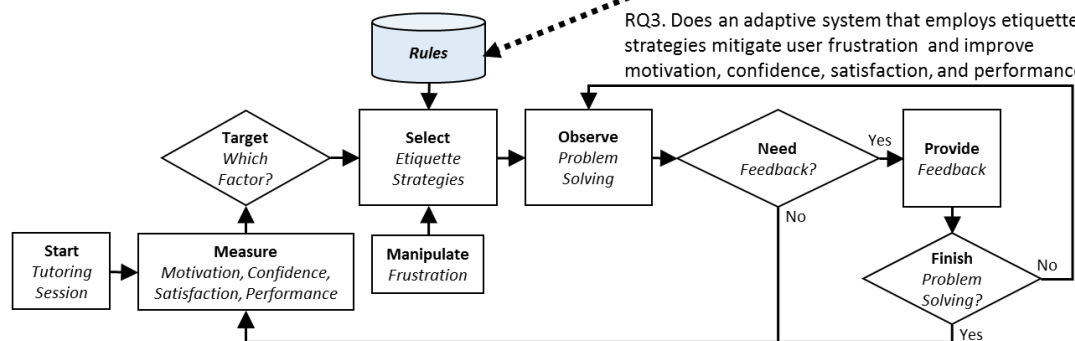 RQ3. Does an adaptive system that employs etiquette
strategies mitigate user frustration and improve
motivation, confidence, satisfaction, and performance
Rules
Target
Which
Factor?
Select
Etiquette
Strategies
Observe
Problem
Solving
Need
Feedback?
Yes
No
Provide
Feedback
Start
Tutoring
Session
Measure
Motivation, Confidence,
Satisfaction, Performance
Manipulate
Frustration
Finish
Problem
Solving?
No
Yes